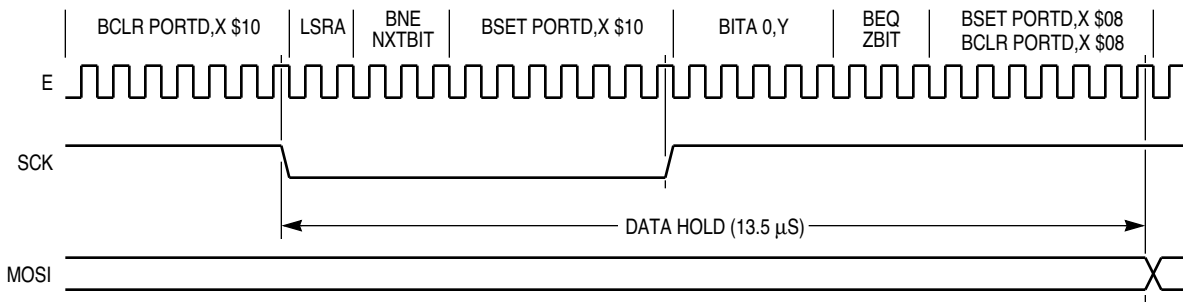 BCLR PORTD,X $10
LSRA
BNE
NXTBIT
BSET PORTD,X $10
BITA 0,Y
BEQ
ZBIT
BSET PORTD,X $08
BCLR PORTD,X $08
E
SCK
DATA HOLD (13.5 μS)
MOSI